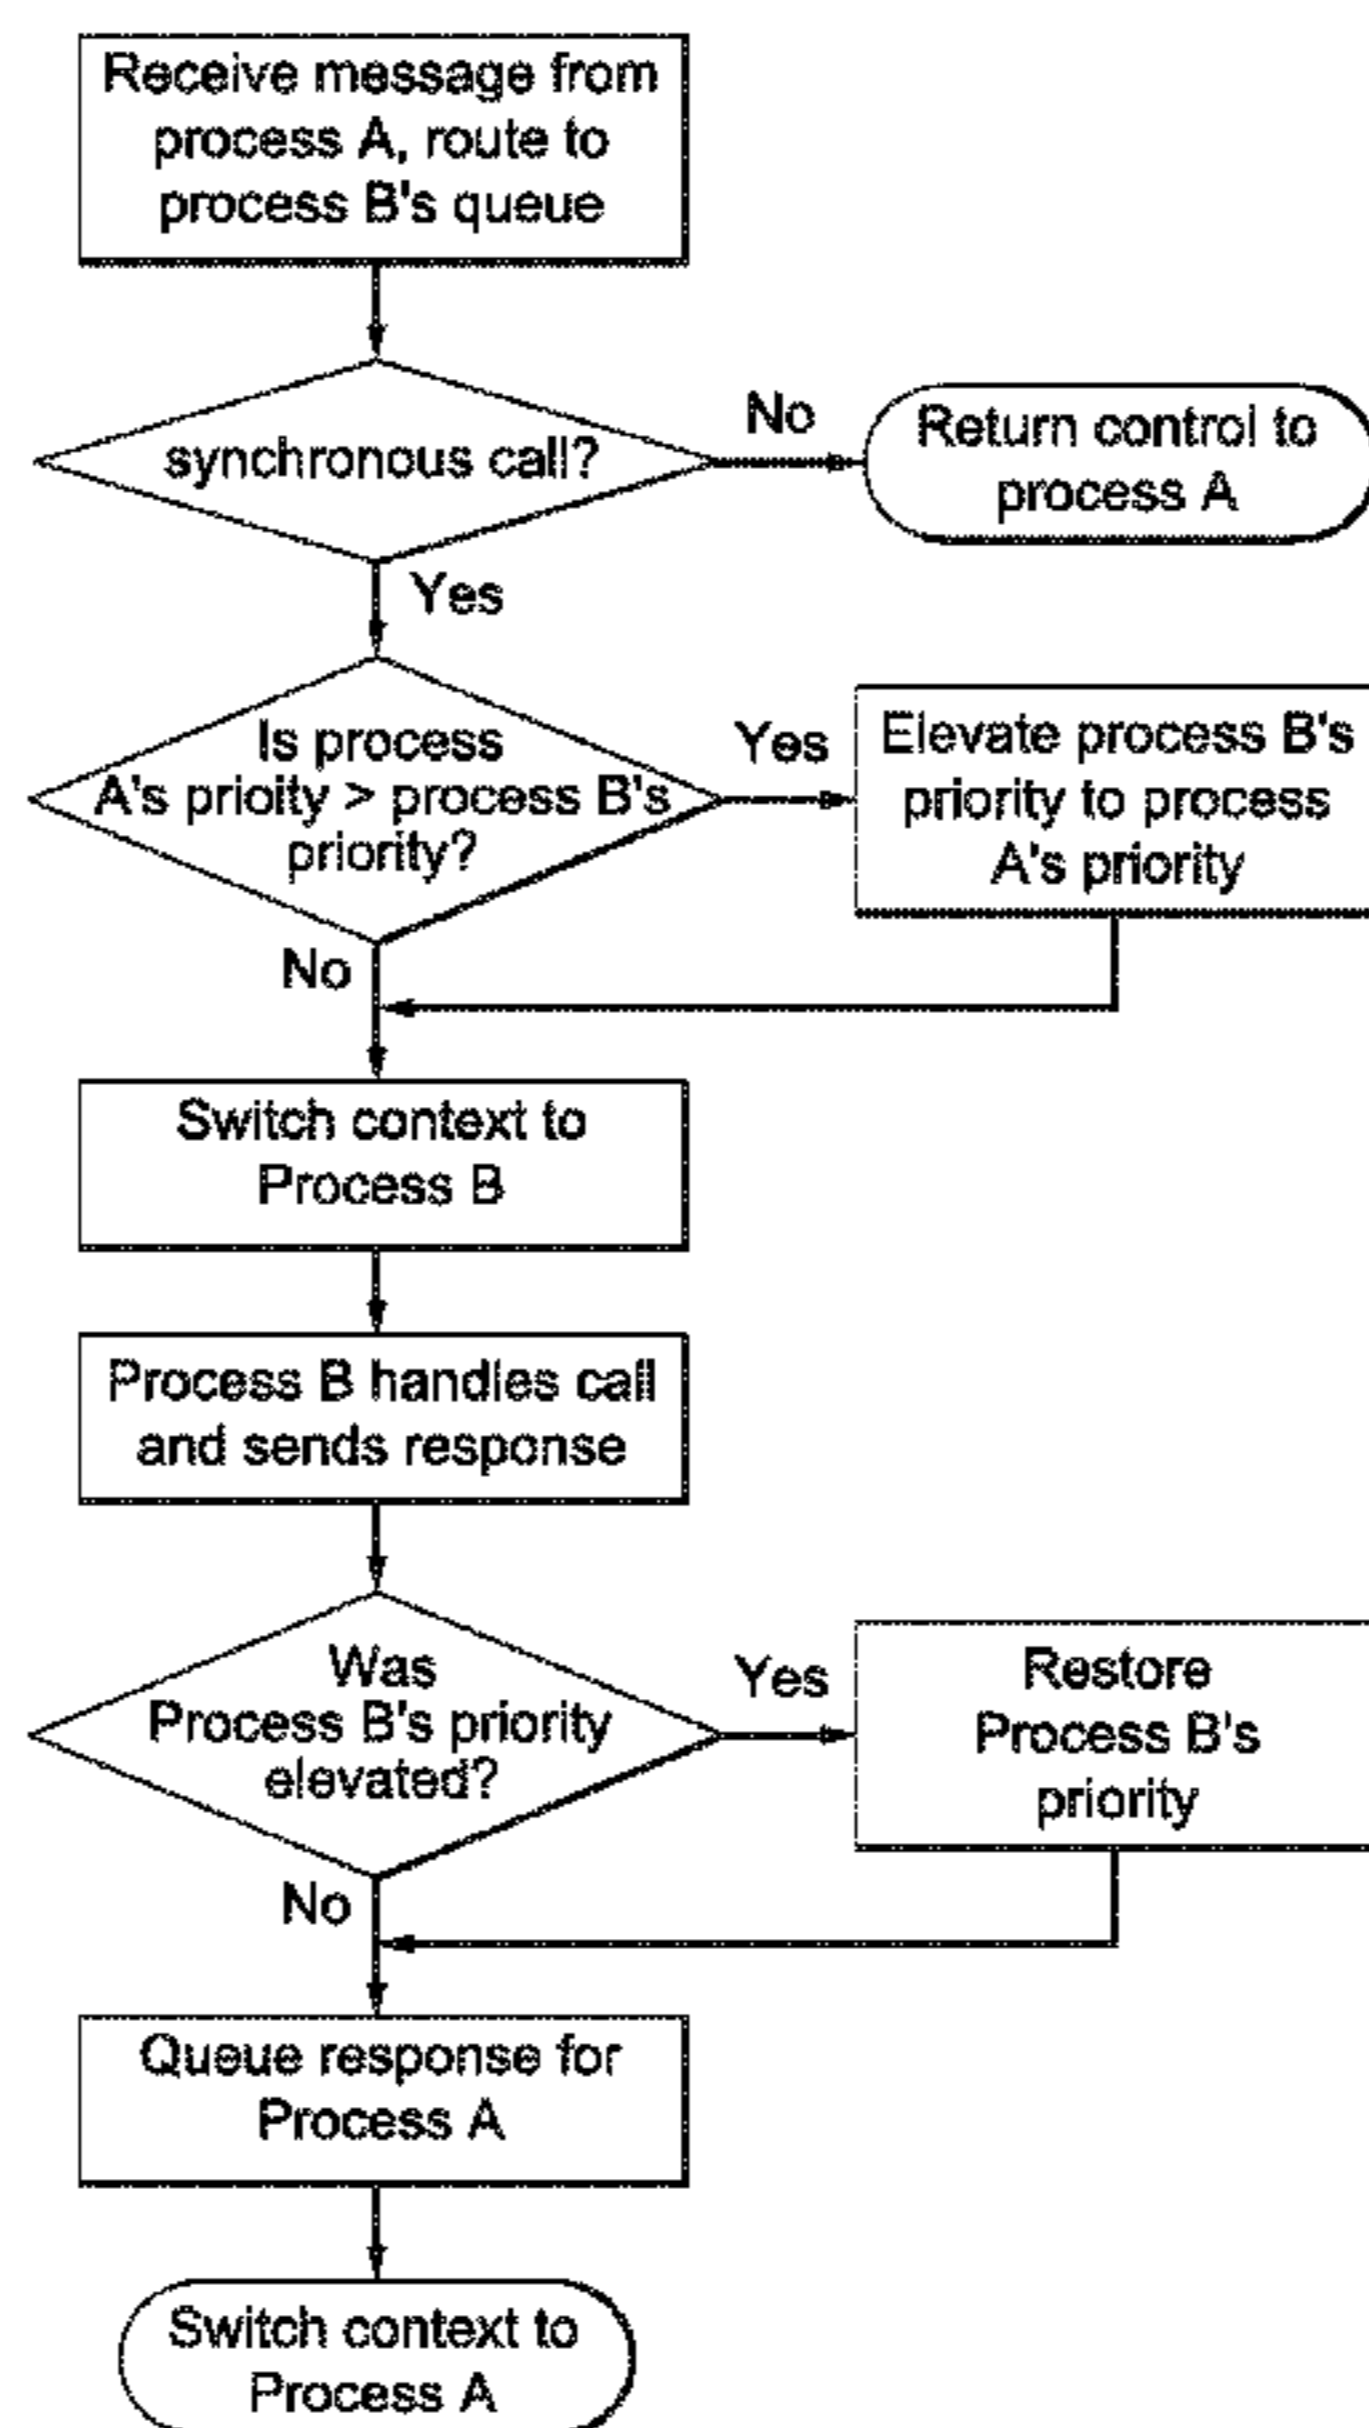 Receive message from
process A, route to
process B's queue
synchronous call?
No
Return control to
process A
Yes
Is process
A's prioity > process B's
priority?
Yes
Elevate process B's
priority to process
A's priority
No
Switch context to
Process B
Process B handles call
and sends response
Was
Process B's priority
elevated?
Yes
Restore
Process B's
priority
No
Queue response for
Process A
Switch context to
Process A